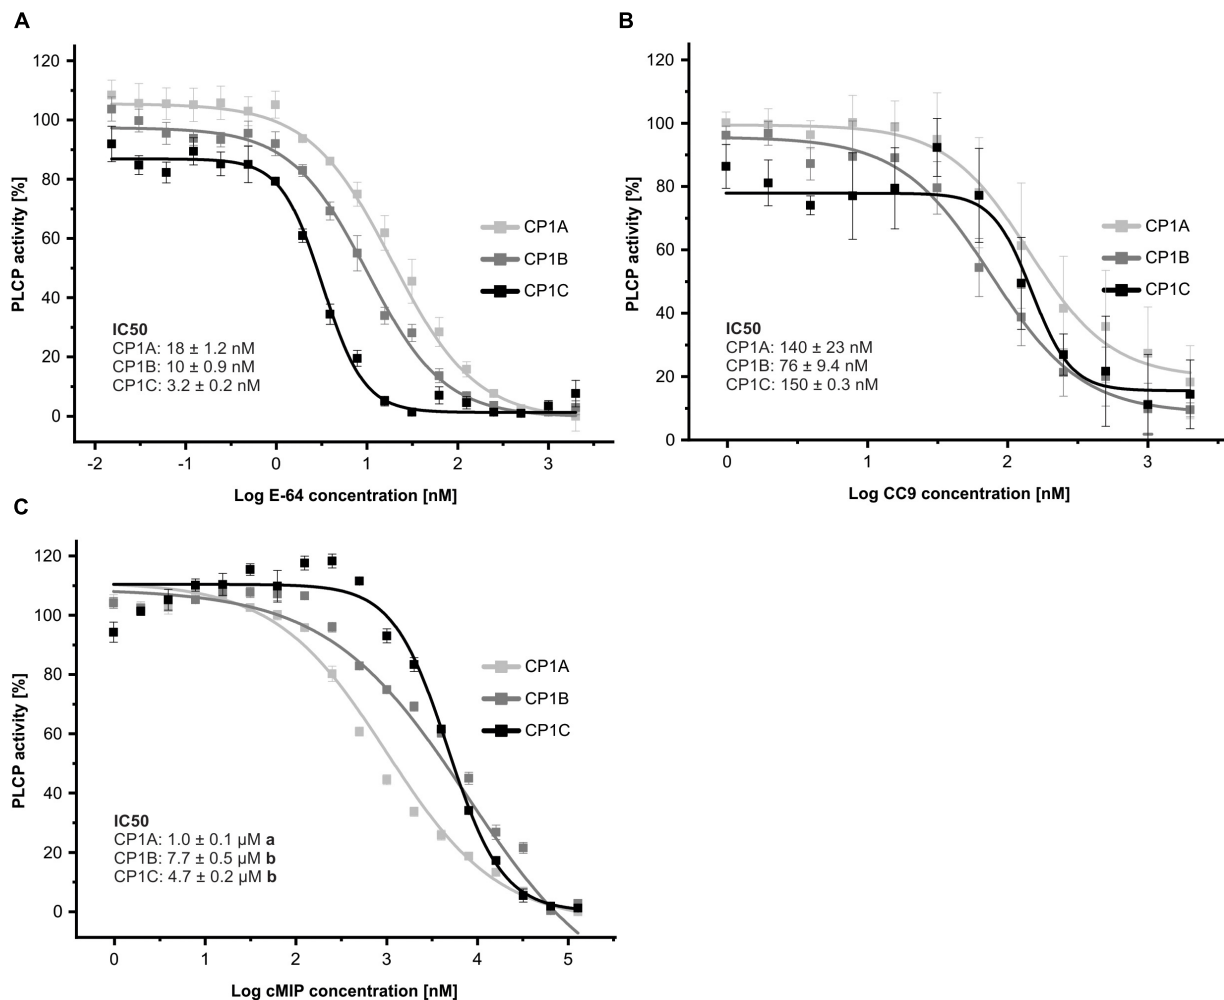 A
120
100
80
60
40
20
0
PLCP activity [%]
CP1A
CP1B
CP1C
IC50
CP1A: 18 ± 1.2 nM
CP1B: 10 ± 0.9 nM
CP1C: 3.2 ± 0.2 nM
-2 -1 0 1 2 3
Log E-64 concentration [nM]
B
120
100
80
60
40
20
0
PLCP activity [%]
CP1A
CP1B
CP1C
IC50
CP1A: 140 ± 23 nM
CP1B: 76 ± 9.4 nM
CP1C: 150 ± 0.3 nM
0 1 2 3
Log CC9 concentration [nM]
C
120
100
80
60
40
20
0
PLCP activity [%]
CP1A
CP1B
CP1C
IC50
CP1A: 1.0 ± 0.1 µM a
CP1B: 7.7 ± 0.5 µM b
CP1C: 4.7 ± 0.2 µM b
0 1 2 3 4 5
Log cMIP concentration [nM]